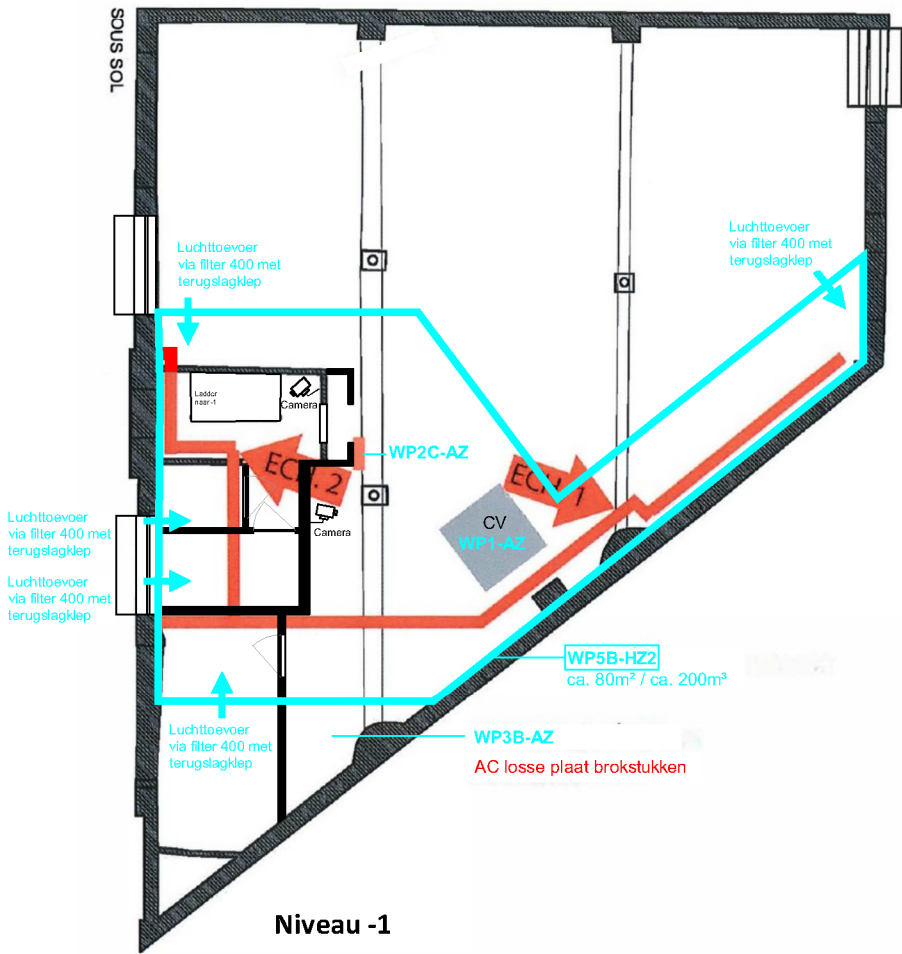 SOUS SOL
Luchttoevoer
via filter 400 met
terugslagklep
Luchttoevoer
via filter 400 met
terugslagklep
Ladder
naar -1
Camera
WP2C-AZ
ECH. 2
ECH. 1
Camera
CV
WP1-AZ
Luchttoevoer
via filter 400 met
terugslagklep
Luchttoevoer
via filter 400 met
terugslagklep
WP5B-HZ2
ca. 80m² / ca. 200m³
Luchttoevoer
via filter 400 met
terugslagklep
WP3B-AZ
AC losse plaat brokstukken
Niveau -1